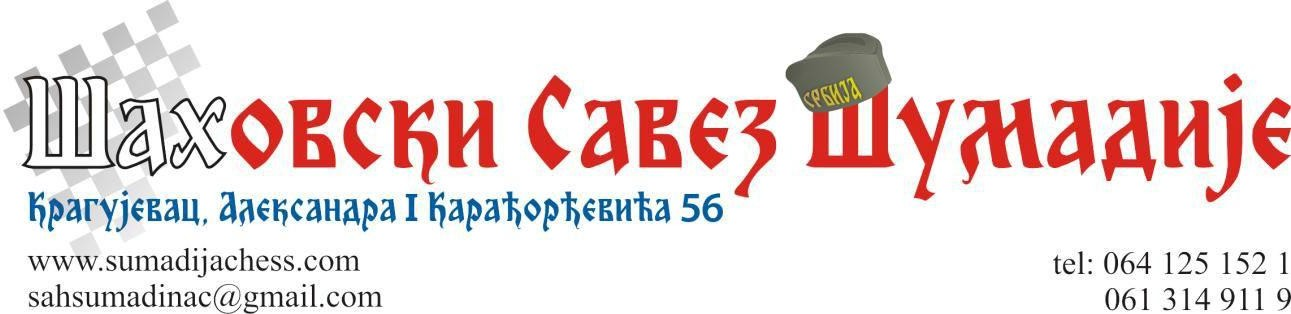 Шаховски Савез Шумадије
СРБИЈА
Крагујевац, Александра I Карађорђевића 56
www.sumadijachess.com
sahsumadinac@gmail.com
tel: 064 125 152 1
061 314 911 9